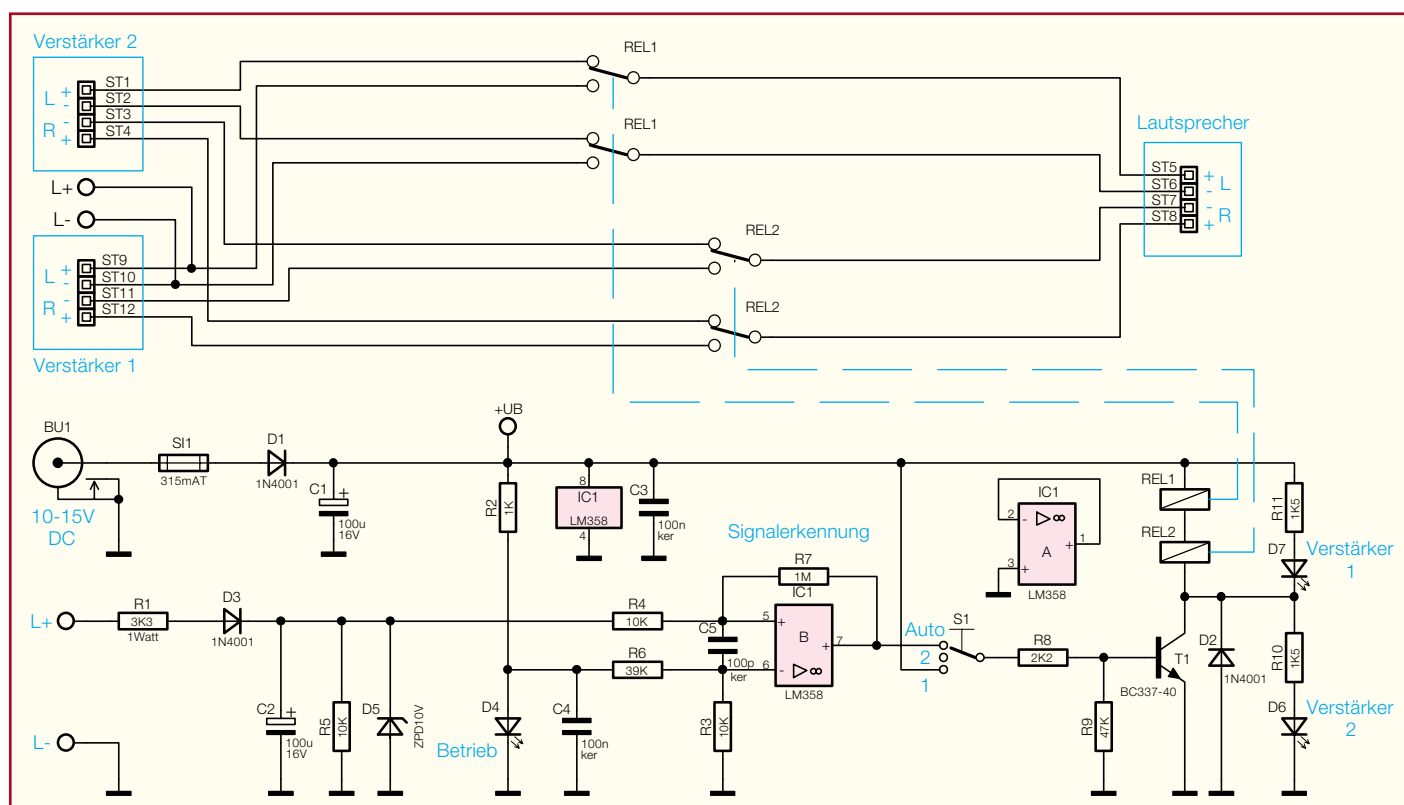 Verstärker 2
L + ST1
- ST2
R - ST3
+ ST4
REL1
REL1
Lautsprecher
ST5 + L
ST6 -
ST7 - R
ST8 +
L+
L-
REL2
REL2
L + ST9
- ST10
R - ST11
+ ST12
Verstärker 1
+UB
BU1
10-15V
DC
SI1
315mAT
D1
1N4001
C1
+
100u
16V
R2
1K
8
IC1
LM358
4
C3
100n
ker
Signalerkennung
IC1
2 - ▷∞
A + 1
3 +
LM358
REL1
REL2
R11
1K5
D7
Verstärker
1
L+
R1
3K3
1Watt
D3
1N4001
R4
10K
R7
1M
IC1
5 +
B + 7
6 - ▷∞
LM358
C5
100p
ker
R6
39K
Auto
2
1
S1
R8
2K2
T1
BC337-40
D2
1N4001
R10
1K5
D6
Verstärker
2
L-
C2
+
100u
16V
R5
10K
D5
ZPD10V
D4
Betrieb
C4
100n
ker
R3
10K
R9
47K